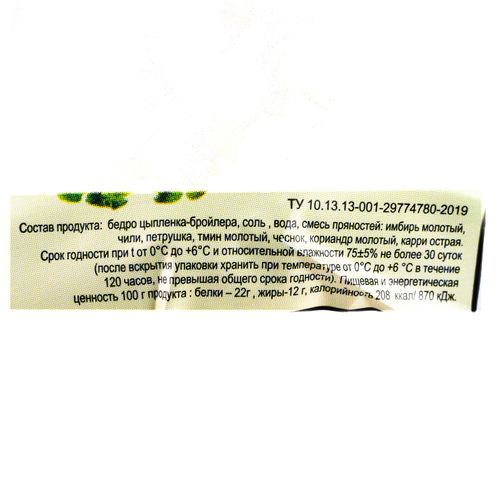 ТУ 10.13.13-001-29774780-2019
Состав продукта: бедро цыпленка-бройлера, соль , вода, смесь пряностей: имбирь молотый,
чили, петрушка, тмин молотый, чеснок, кориандр молотый, карри острая.
Срок годности при t от 0°С до +6°С и относительной влажности 75±5% не более 30 суток
(после вскрытия упаковки хранить при температуре от 0°С до +6 °С в течение
120 часов, не превышая общего срока годности). Пищевая и энергетическая
ценность 100 г продукта : белки – 22г , жиры-12 г, калорийность 208 ккал/ 870 кДж.